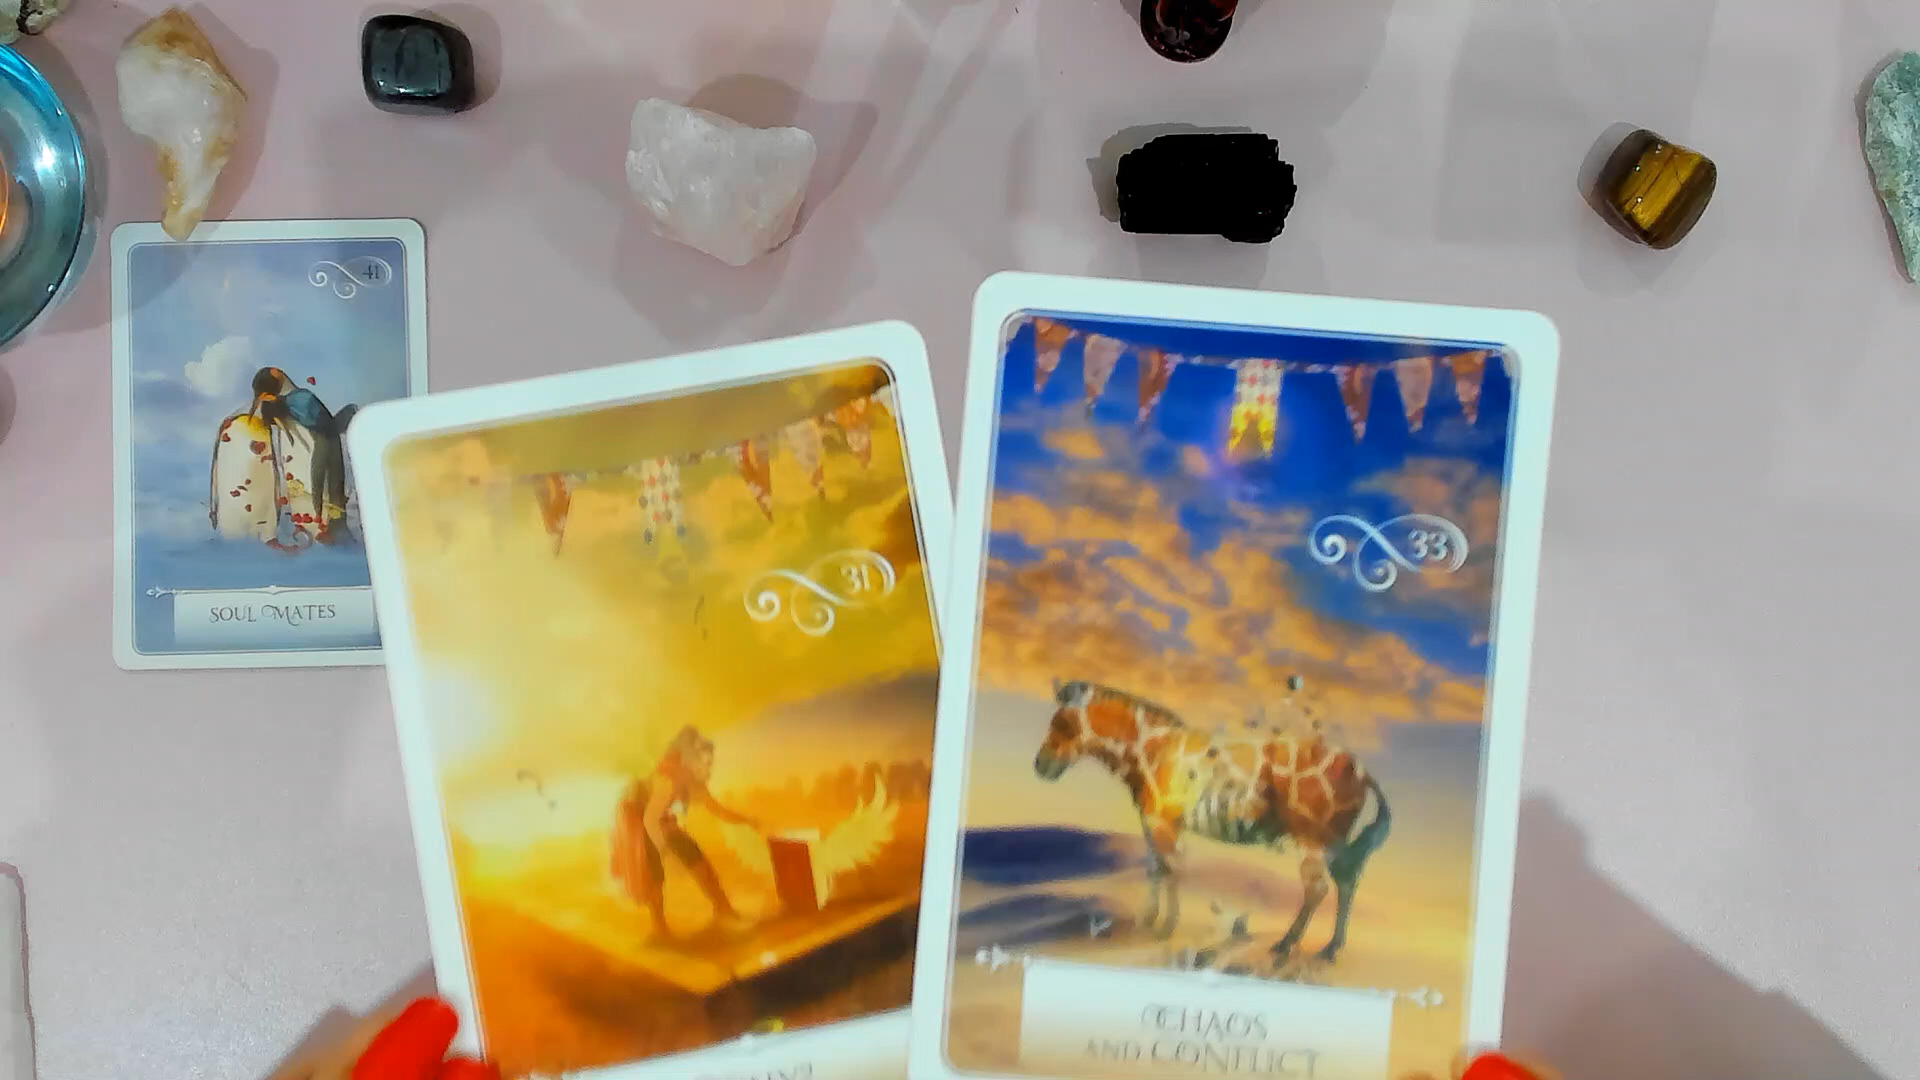 41
SOUL MATES
31
33
CHAOS
AND CONFLICT